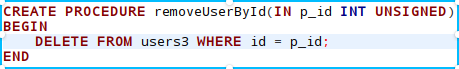 CREATE PROCEDURE removeUserById(IN p_id INT UNSIGNED)
BEGIN
    DELETE FROM users3 WHERE id = p_id;
END